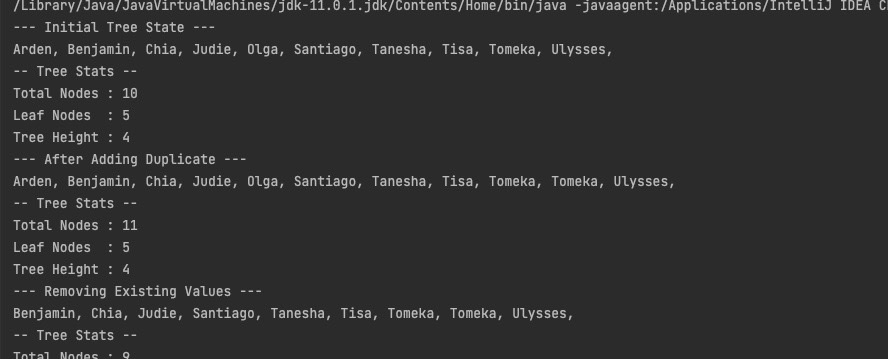 /Library/Java/JavaVirtualMachines/jdk-11.0.1.jdk/Contents/Home/bin/java -javaagent:/Applications/IntelliJ IDEA
--- Initial Tree State ---
Arden, Benjamin, Chia, Judie, Olga, Santiago, Tanesha, Tisa, Tomeka, Ulysses,
-- Tree Stats --
Total Nodes : 10
Leaf Nodes  : 5
Tree Height : 4
--- After Adding Duplicate ---
Arden, Benjamin, Chia, Judie, Olga, Santiago, Tanesha, Tisa, Tomeka, Tomeka, Ulysses,
-- Tree Stats --
Total Nodes : 11
Leaf Nodes  : 5
Tree Height : 4
--- Removing Existing Values ---
Benjamin, Chia, Judie, Santiago, Tanesha, Tisa, Tomeka, Tomeka, Ulysses,
-- Tree Stats --
Total Nodes : 9